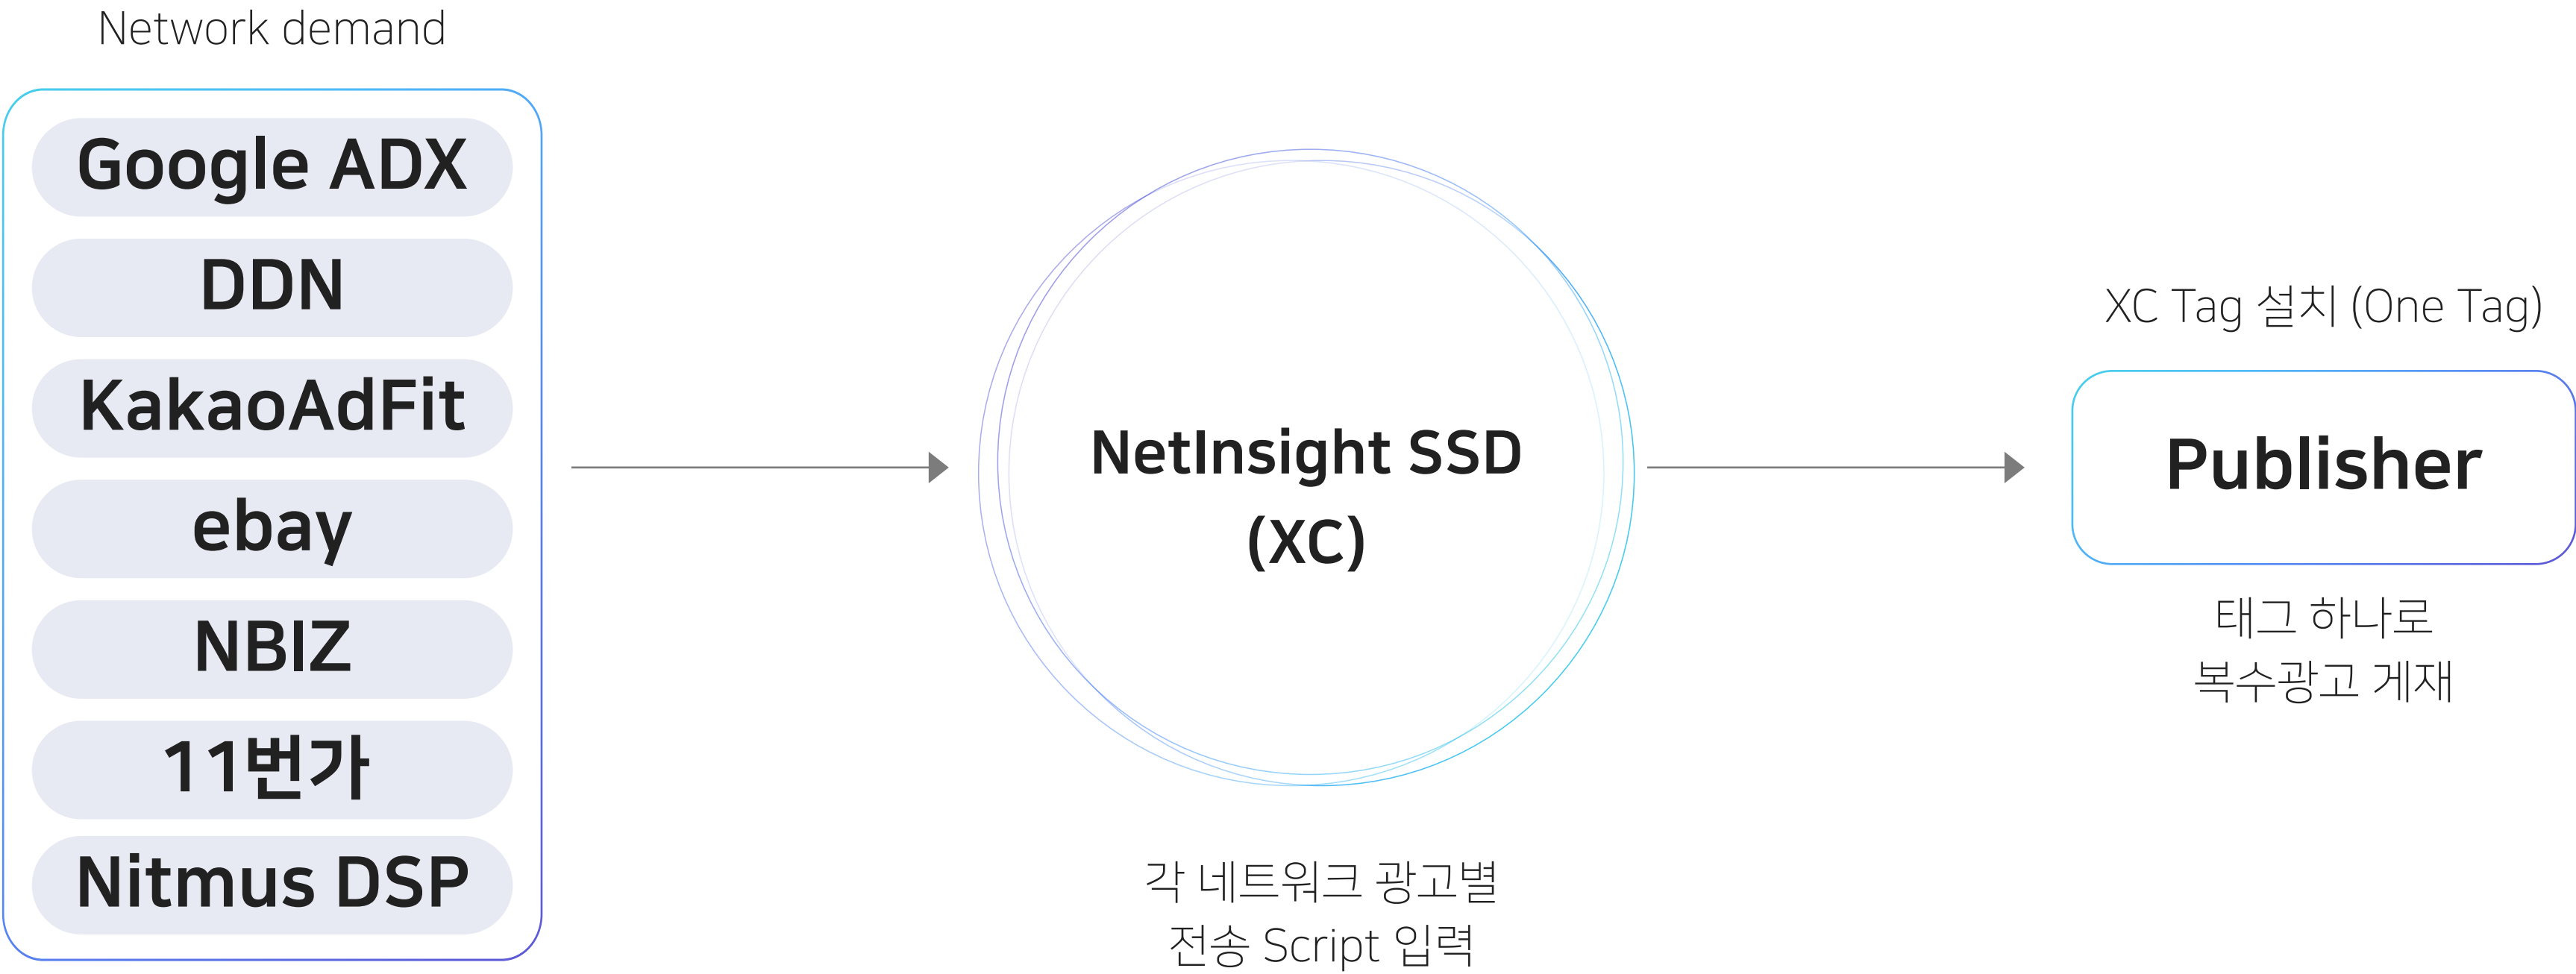 Network demand
Google ADX
DDN
KakaoAdFit
ebay
NBIZ
11번가
Nitmus DSP
NetInsight SSD
(XC)
각 네트워크 광고별
전송 Script 입력
XC Tag 설치 (One Tag)
Publisher
태그 하나로
복수광고 게재